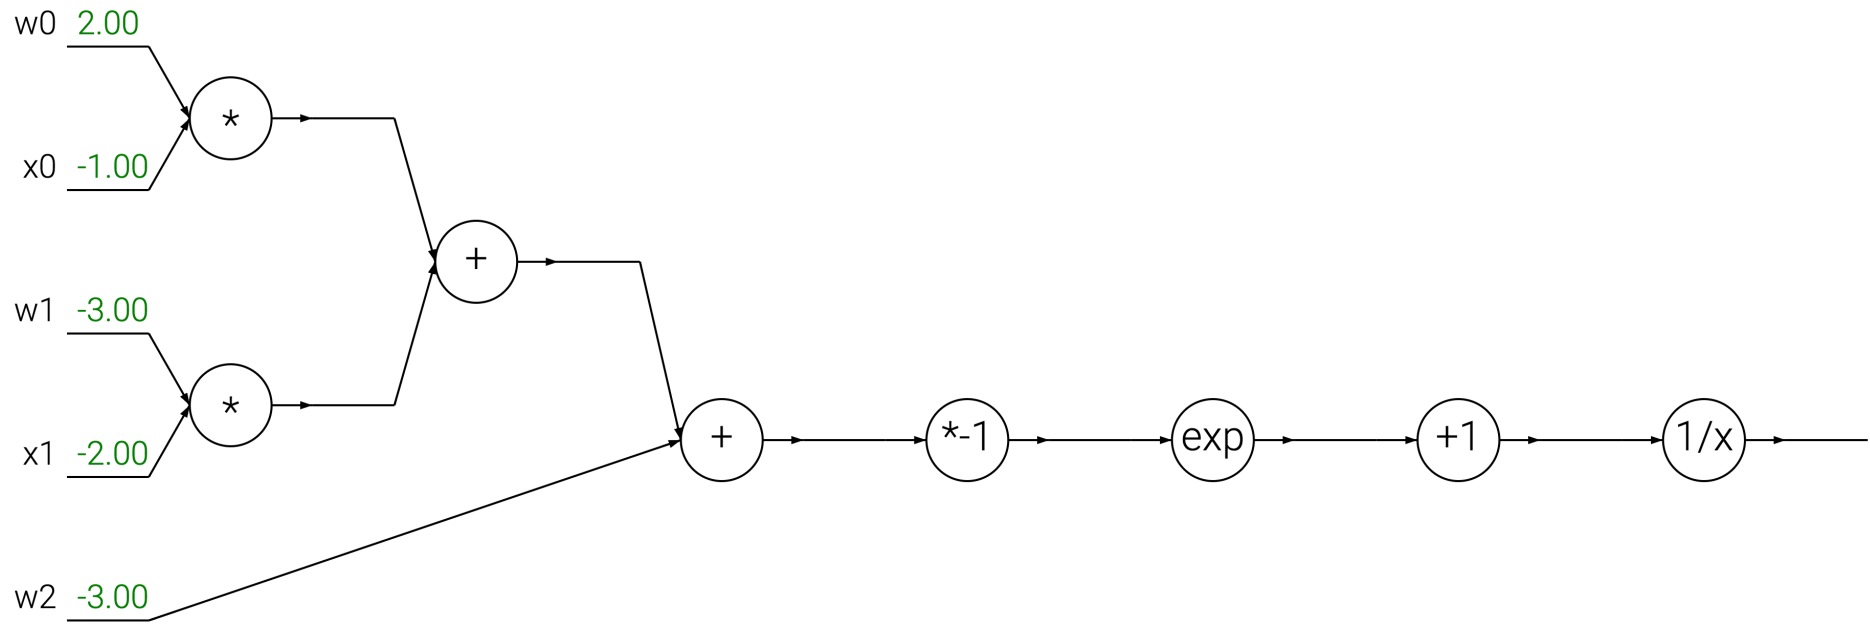 w0 2.00
*
x0 -1.00
+
w1 -3.00
*
x1 -2.00
+ *-1 exp +1 1/x
w2 -3.00